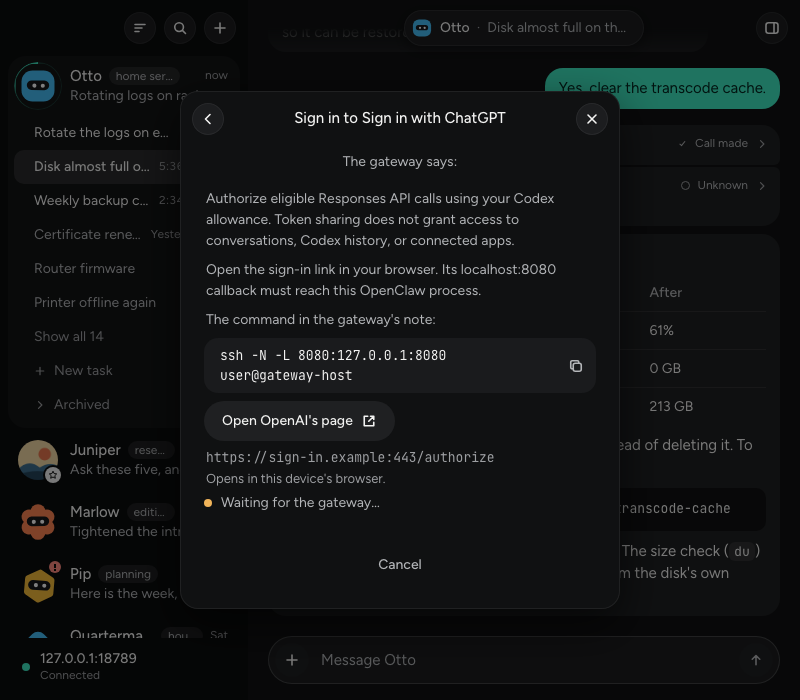 so it can be restore
Otto · Disk almost full on th...
Otto home ser... now
Rotating logs on ra
Rotate the logs on e...
Disk almost full o... 5:36
Weekly backup c... 2:34
Certificate rene... Yeste
Router firmware
Printer offline again
Show all 14
New task
Archived
Juniper rese...
Ask these five, an
Marlow editi...
Tightened the intr
Pip planning
Here is the week,
Quarterma hou... Sat
127.0.0.1:18789
Connected
Yes, clear the transcode cache.
Call made
Unknown
After
61%
0 GB
213 GB
ead of deleting it. To
transcode-cache
The size check ( du )
m the disk's own
Message Otto
Sign in to Sign in with ChatGPT
The gateway says:
Authorize eligible Responses API calls using your Codex
allowance. Token sharing does not grant access to
conversations, Codex history, or connected apps.
Open the sign-in link in your browser. Its localhost:8080
callback must reach this OpenClaw process.
The command in the gateway's note:
ssh -N -L 8080:127.0.0.1:8080
user@gateway-host
Open OpenAI's page
https://sign-in.example:443/authorize
Opens in this device's browser.
Waiting for the gateway...
Cancel